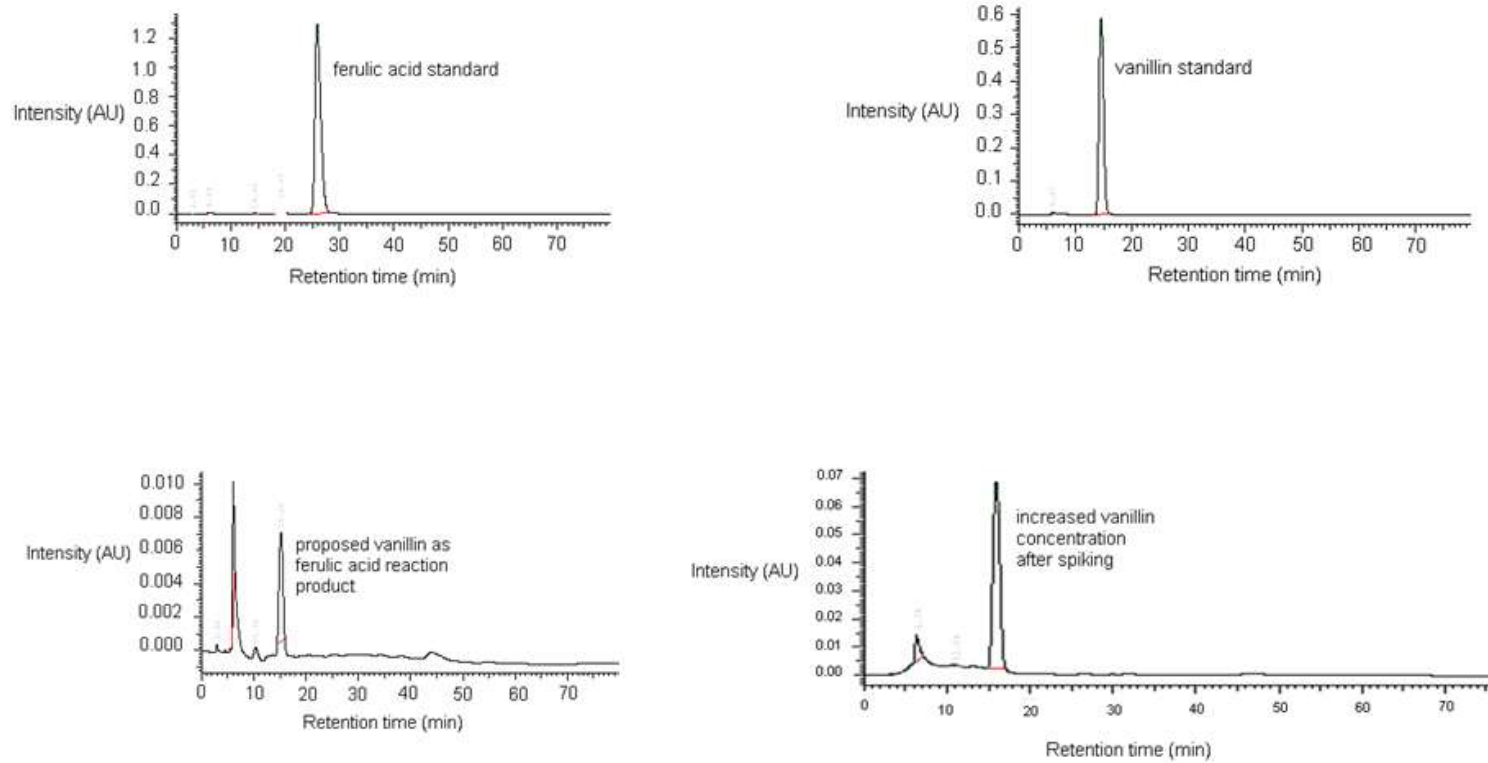 1.2
1.0
0.8
0.6
0.4
0.2
0.0
Intensity (AU)
ferulic acid standard
0 10 20 30 40 50 60 70
Retention time (min)
0.6
0.5
0.4
0.3
0.2
0.1
0.0
Intensity (AU)
vanillin standard
0 10 20 30 40 50 60 70
Retention time (min)
0.010
0.008
0.006
0.004
0.002
0.000
Intensity (AU)
proposed vanillin as
ferulic acid reaction
product
0 10 20 30 40 50 60 70
Retention time (min)
0.07
0.06
0.05
0.04
0.03
0.02
0.01
0.00
Intensity (AU)
increased vanillin
concentration
after spiking
0 10 20 30 40 50 60 70
Retention time (min)